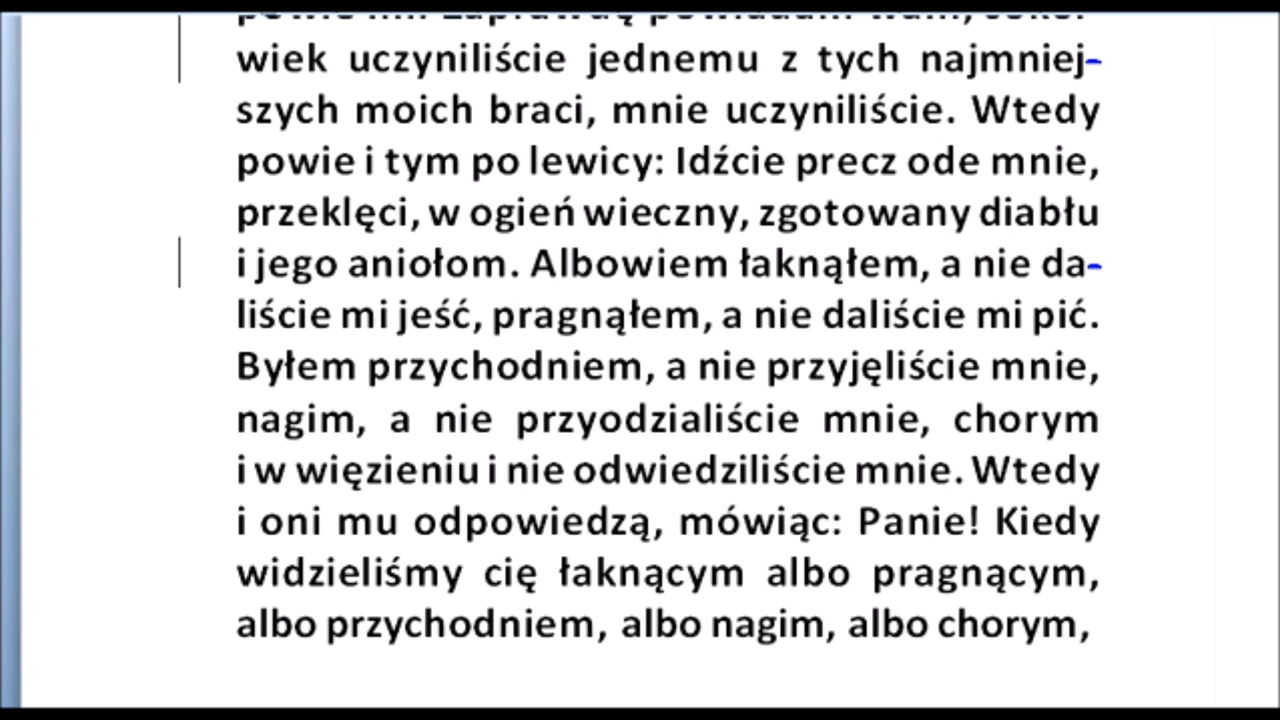 wiek uczyniliście jednemu z tych najmniej-
szych moich braci, mnie uczyniliście. Wtedy
powie i tym po lewicy: Idźcie precz ode mnie,
przeklęci, w ogień wieczny, zgotowany diabłu
i jego aniołom. Albowiem łaknąłem, a nie da-
liście mi jeść, pragnąłem, a nie daliście mi pić.
Byłem przychodniem, a nie przyjęliście mnie,
nagim, a nie przyodzialiście mnie, chorym
i w więzieniu i nie odwiedziliście mnie. Wtedy
i oni mu odpowiedzą, mówiąc: Panie! Kiedy
widzieliśmy cię łaknącym albo pragnącym,
albo przychodniem, albo nagim, albo chorym,